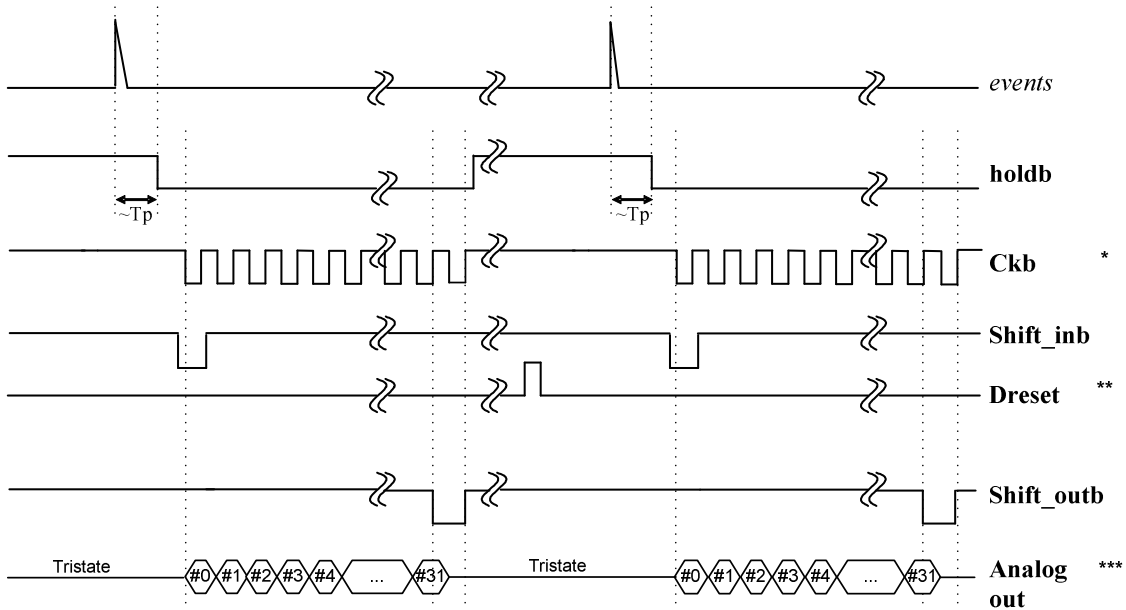 events
holdb
~Tp ~Tp
Ckb *
Shift_inb
Dreset **
Shift_outb
Tristate #0 #1 #2 #3 #4 ... #31 Tristate #0 #1 #2 #3 #4 ... #31 Analog ***
out